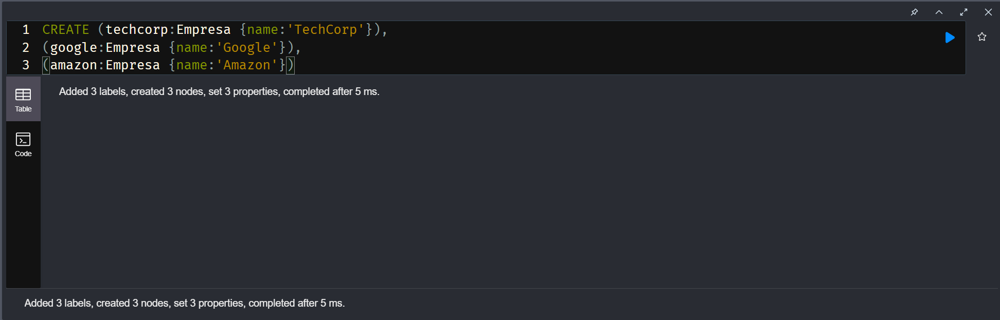 1 CREATE (techcorp:Empresa {name:'TechCorp'}),
2 (google:Empresa {name:'Google'}),
3 (amazon:Empresa {name:'Amazon'})
Added 3 labels, created 3 nodes, set 3 properties, completed after 5 ms.
Table
Code
Added 3 labels, created 3 nodes, set 3 properties, completed after 5 ms.